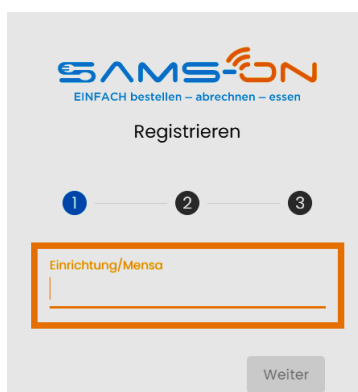 SAMS-ON
EINFACH bestellen – abrechnen – essen
Registrieren
1 2 3
Einrichtung/Mensa
Weiter